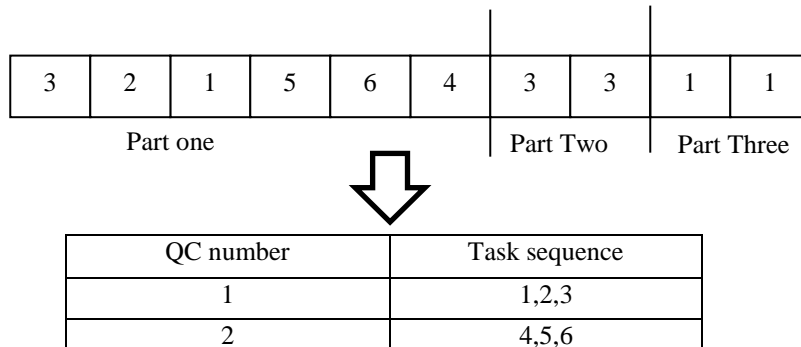 3 2 1 5 6 4 3 3 1 1
Part one Part Two Part Three
QC number Task sequence
1 1,2,3
2 4,5,6